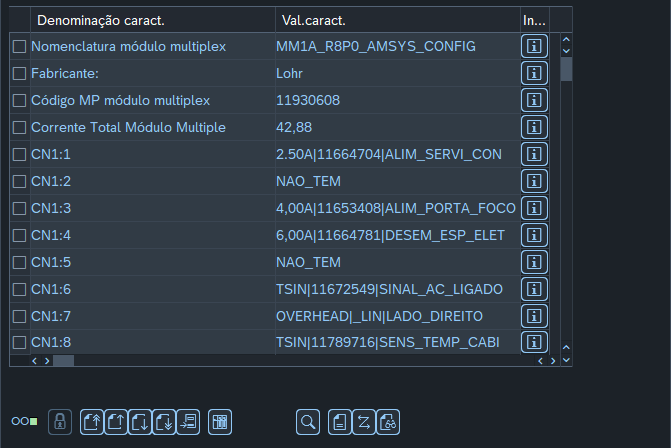 Denominação caract. Val.caract. In...
Nomenclatura módulo multiplex MM1A_R8P0_AMSYS_CONFIG
Fabricante: Lohr
Código MP módulo multiplex 11930608
Corrente Total Módulo Multiple 42,88
CN1:1 2.50A|11664704|ALIM_SERVI_CON
CN1:2 NAO_TEM
CN1:3 4,00A|11653408|ALIM_PORTA_FOCO
CN1:4 6,00A|11664781|DESEM_ESP_ELET
CN1:5 NAO_TEM
CN1:6 TSIN|11672549|SINAL_AC_LIGADO
CN1:7 OVERHEAD|_LIN|LADO_DIREITO
CN1:8 TSIN|11789716|SENS_TEMP_CABI